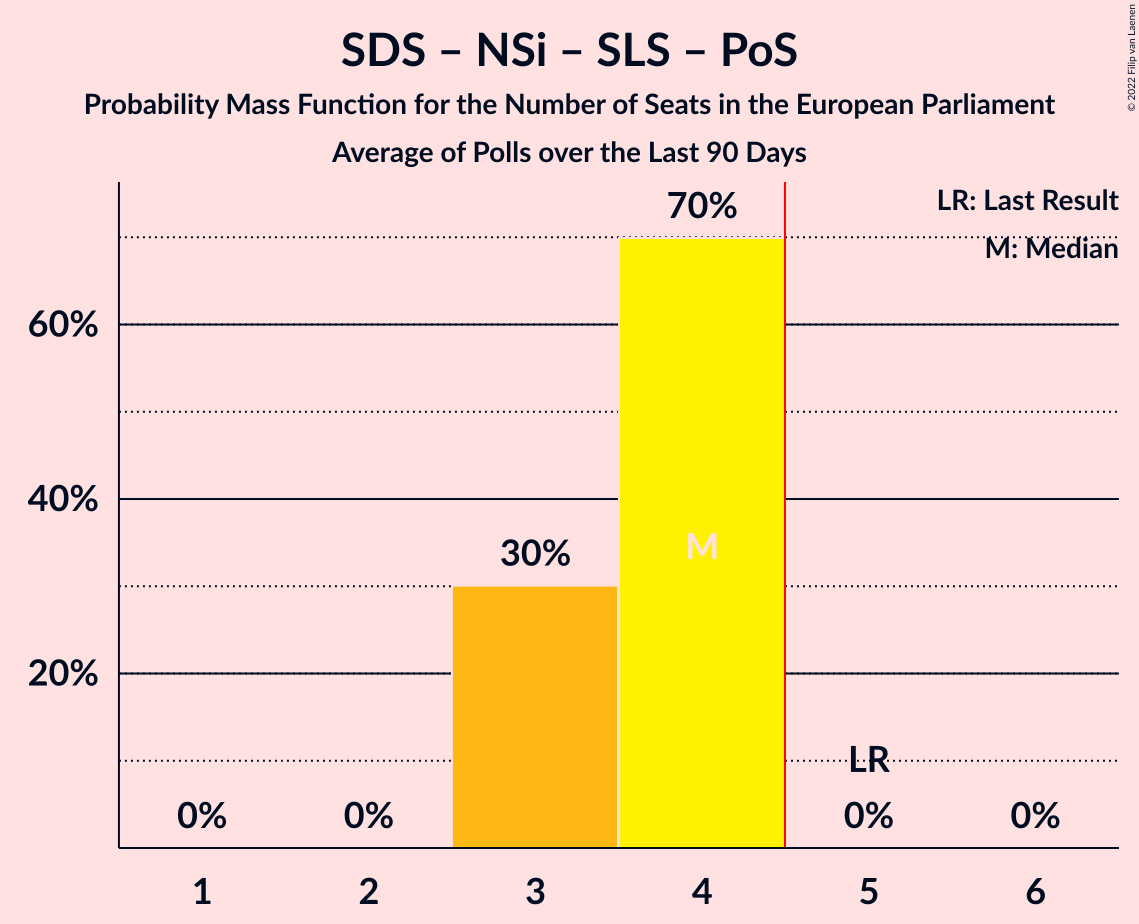 SDS – NSi – SLS – PoS
Probability Mass Function for the Number of Seats in the European Parliament
Average of Polls over the Last 90 Days
© 2022 Filip van Laenen
LR: Last Result
M: Median
60%
40%
20%
0%
0%
30%
70%
M
LR
0%
0%
1
2
3
4
5
6